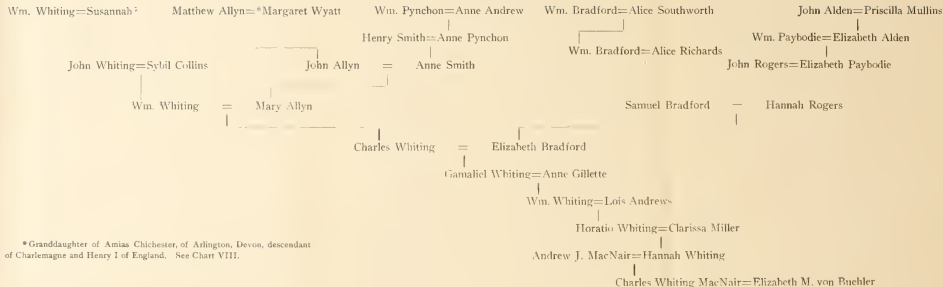 Wm. Whiting=Susannah ? Matthew Allyn=*Margaret Wyatt Wm. Pynchon=Anne Andrew Wm. Bradford=Alice Southworth John Alden=Priscilla Mullins
Henry Smith=Anne Pynchon Wm. Paybodie=Elizabeth Alden
Wm. Bradford=Alice Richards
John Whiting=Sybil Collins John Allyn = Anne Smith John Rogers=Elizabeth Paybodie
Wm. Whiting = Mary Allyn Samuel Bradford = Hannah Rogers
Charles Whiting = Elizabeth Bradford
Gamaliel Whiting=Anne Gillette
Wm. Whiting=Lois Andrews
Horatio Whiting=Clarissa Miller
*Granddaughter of Amias Chichester, of Arlington, Devon, descendant
of Charlemagne and Henry I of England. See Chart VIII.
Andrew J. MacNair=Hannah Whiting
Charles Whiting MacNair=Elizabeth M. von Buehler